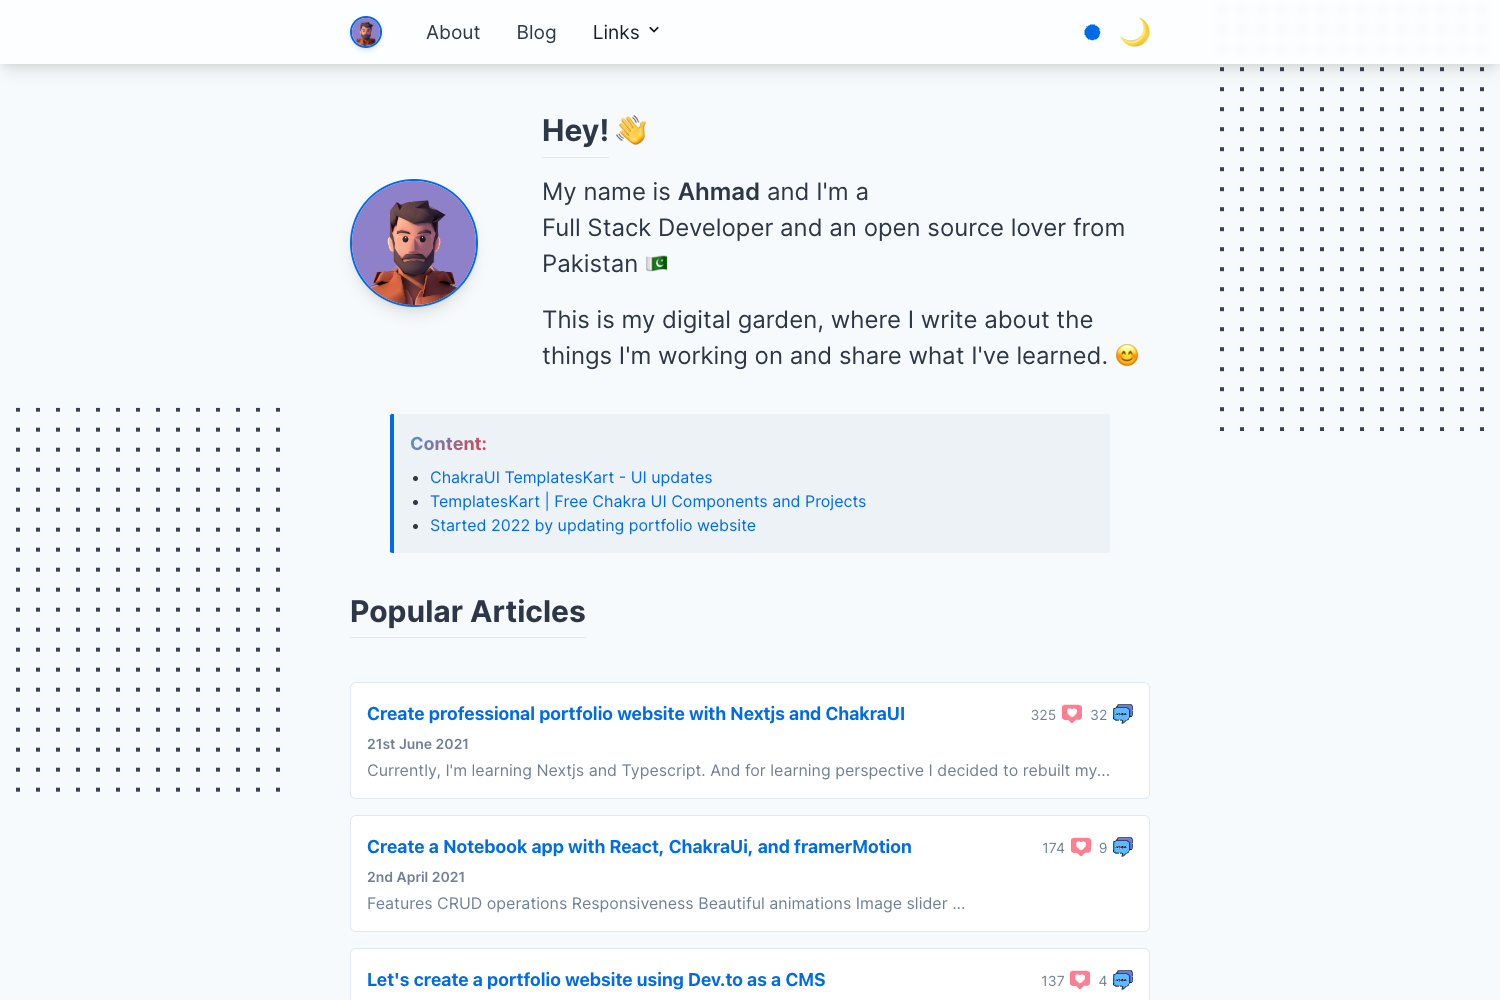 About Blog Links
Hey! 👋
My name is Ahmad and I'm a
Full Stack Developer and an open source lover from
Pakistan 🇵🇰
This is my digital garden, where I write about the
things I'm working on and share what I've learned. 😊
Content:
ChakraUI TemplatesKart - UI updates
TemplatesKart | Free Chakra UI Components and Projects
Started 2022 by updating portfolio website
Popular Articles
Create professional portfolio website with Nextjs and ChakraUI 325 32
21st June 2021
Currently, I'm learning Nextjs and Typescript. And for learning perspective I decided to rebuilt my...
Create a Notebook app with React, ChakraUi, and framerMotion 174 9
2nd April 2021
Features CRUD operations Responsiveness Beautiful animations Image slider ...
Let's create a portfolio website using Dev.to as a CMS 137 4